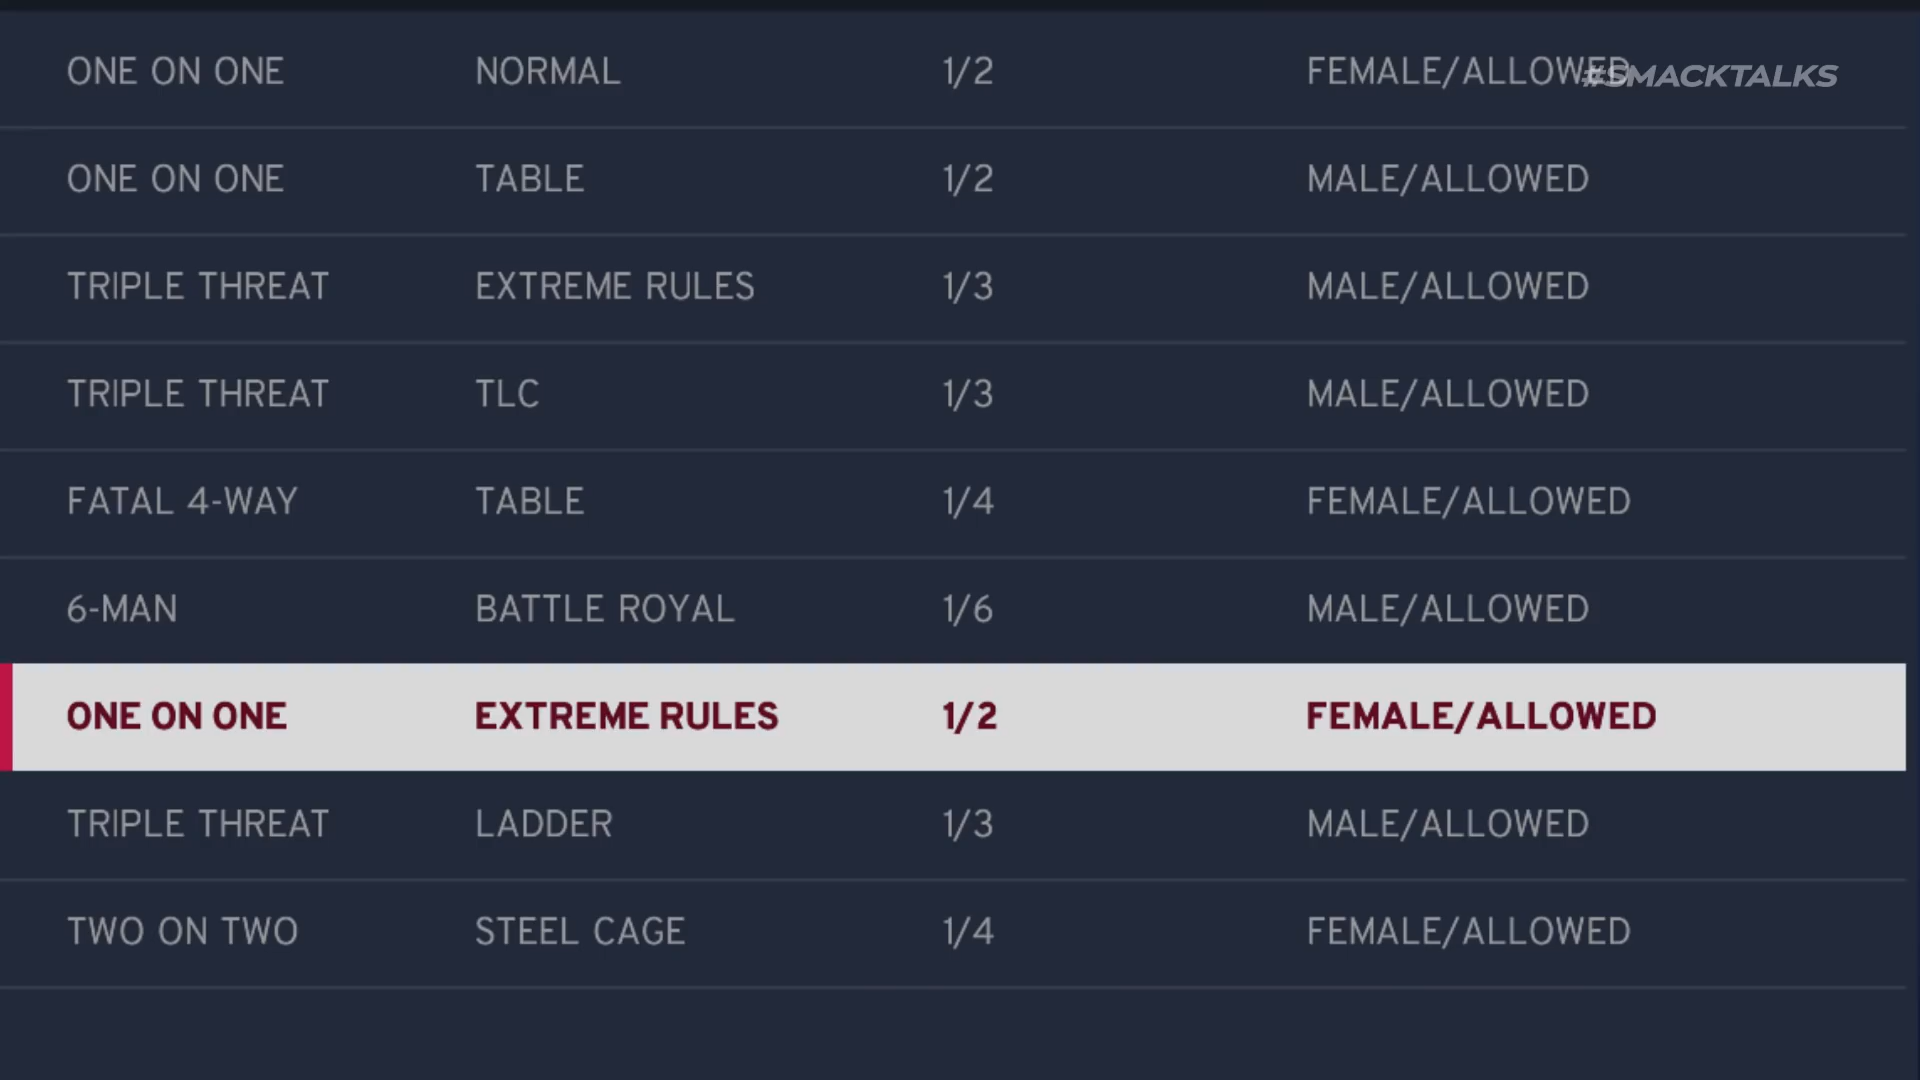 ONE ON ONE NORMAL 1/2 FEMALE/ALLOWED #SMACKTALKS
ONE ON ONE TABLE 1/2 MALE/ALLOWED
TRIPLE THREAT EXTREME RULES 1/3 MALE/ALLOWED
TRIPLE THREAT TLC 1/3 MALE/ALLOWED
FATAL 4-WAY TABLE 1/4 FEMALE/ALLOWED
6-MAN BATTLE ROYAL 1/6 MALE/ALLOWED
ONE ON ONE EXTREME RULES 1/2 FEMALE/ALLOWED
TRIPLE THREAT LADDER 1/3 MALE/ALLOWED
TWO ON TWO STEEL CAGE 1/4 FEMALE/ALLOWED